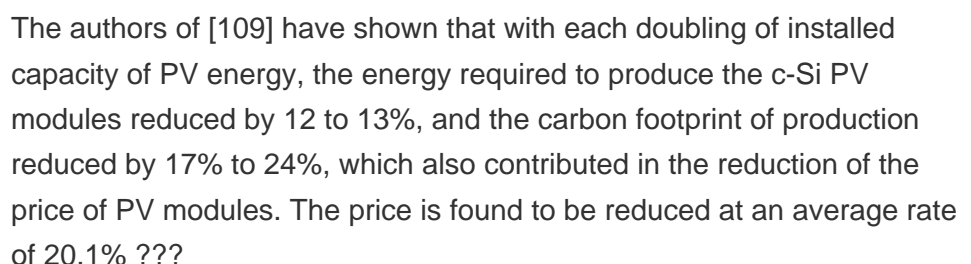 The authors of [109] have shown that with each doubling of installed
capacity of PV energy, the energy required to produce the c-Si PV
modules reduced by 12 to 13%, and the carbon footprint of production
reduced by 17% to 24%, which also contributed in the reduction of the
price of PV modules. The price is found to be reduced at an average rate
of 20.1% ???